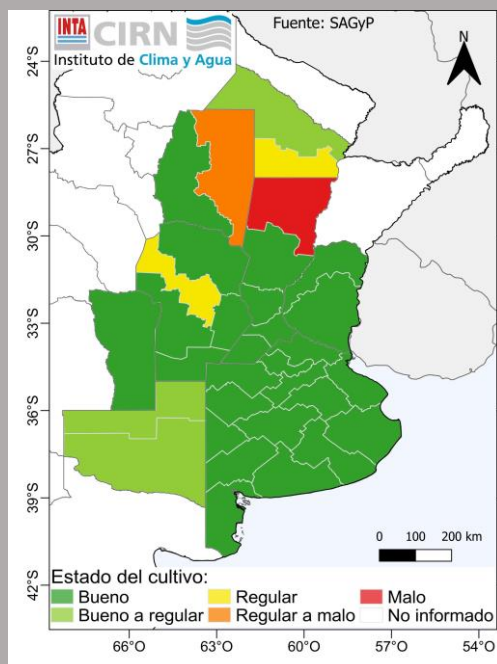 INTA
CIRN
Instituto de Clima y Agua
Fuente: SAGyP
N
24°S
27°S
30°S
33°S
36°S
39°S
42°S
0 100 200 km
Estado del cultivo:
Bueno
Regular
Malo
Bueno a regular
Regular a malo
No informado
66°O 63°O 60°O 57°O 54°O